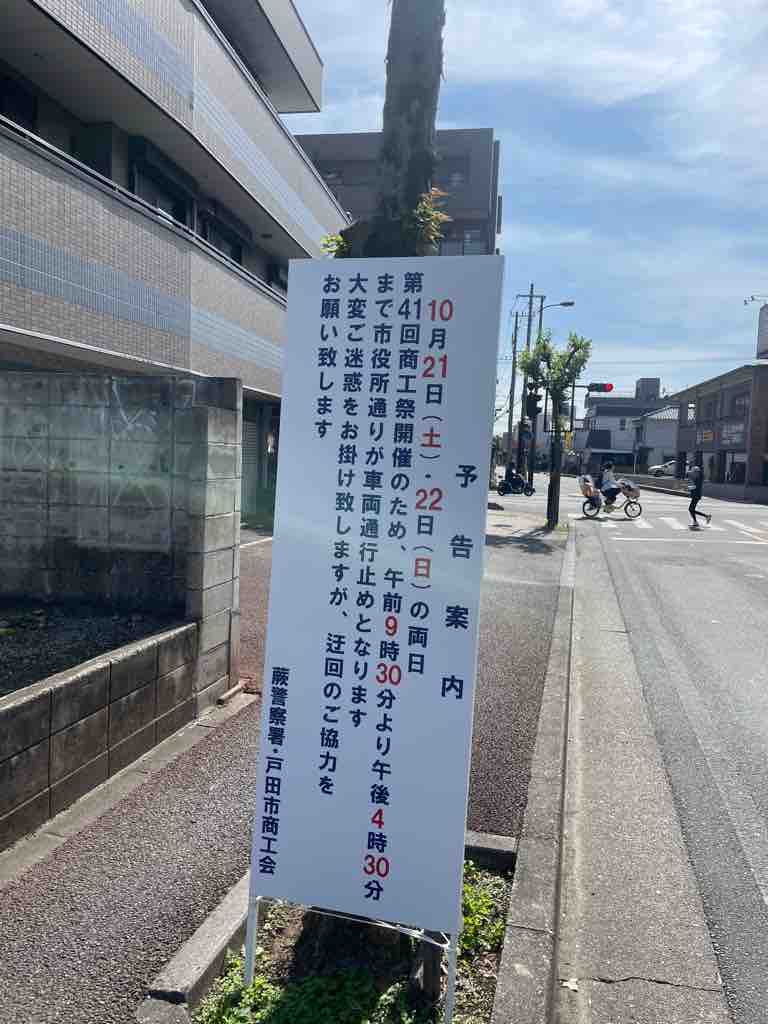 予告案内
10月21日(土)・22日(日)の両日
第41回商工祭開催のため、午前9時30分より午後4時30分
まで市役所通りが車両通行止めとなります
大変ご迷惑をお掛け致しますが、迂回のご協力を
お願い致します
蕨警察署・戸田市商工会